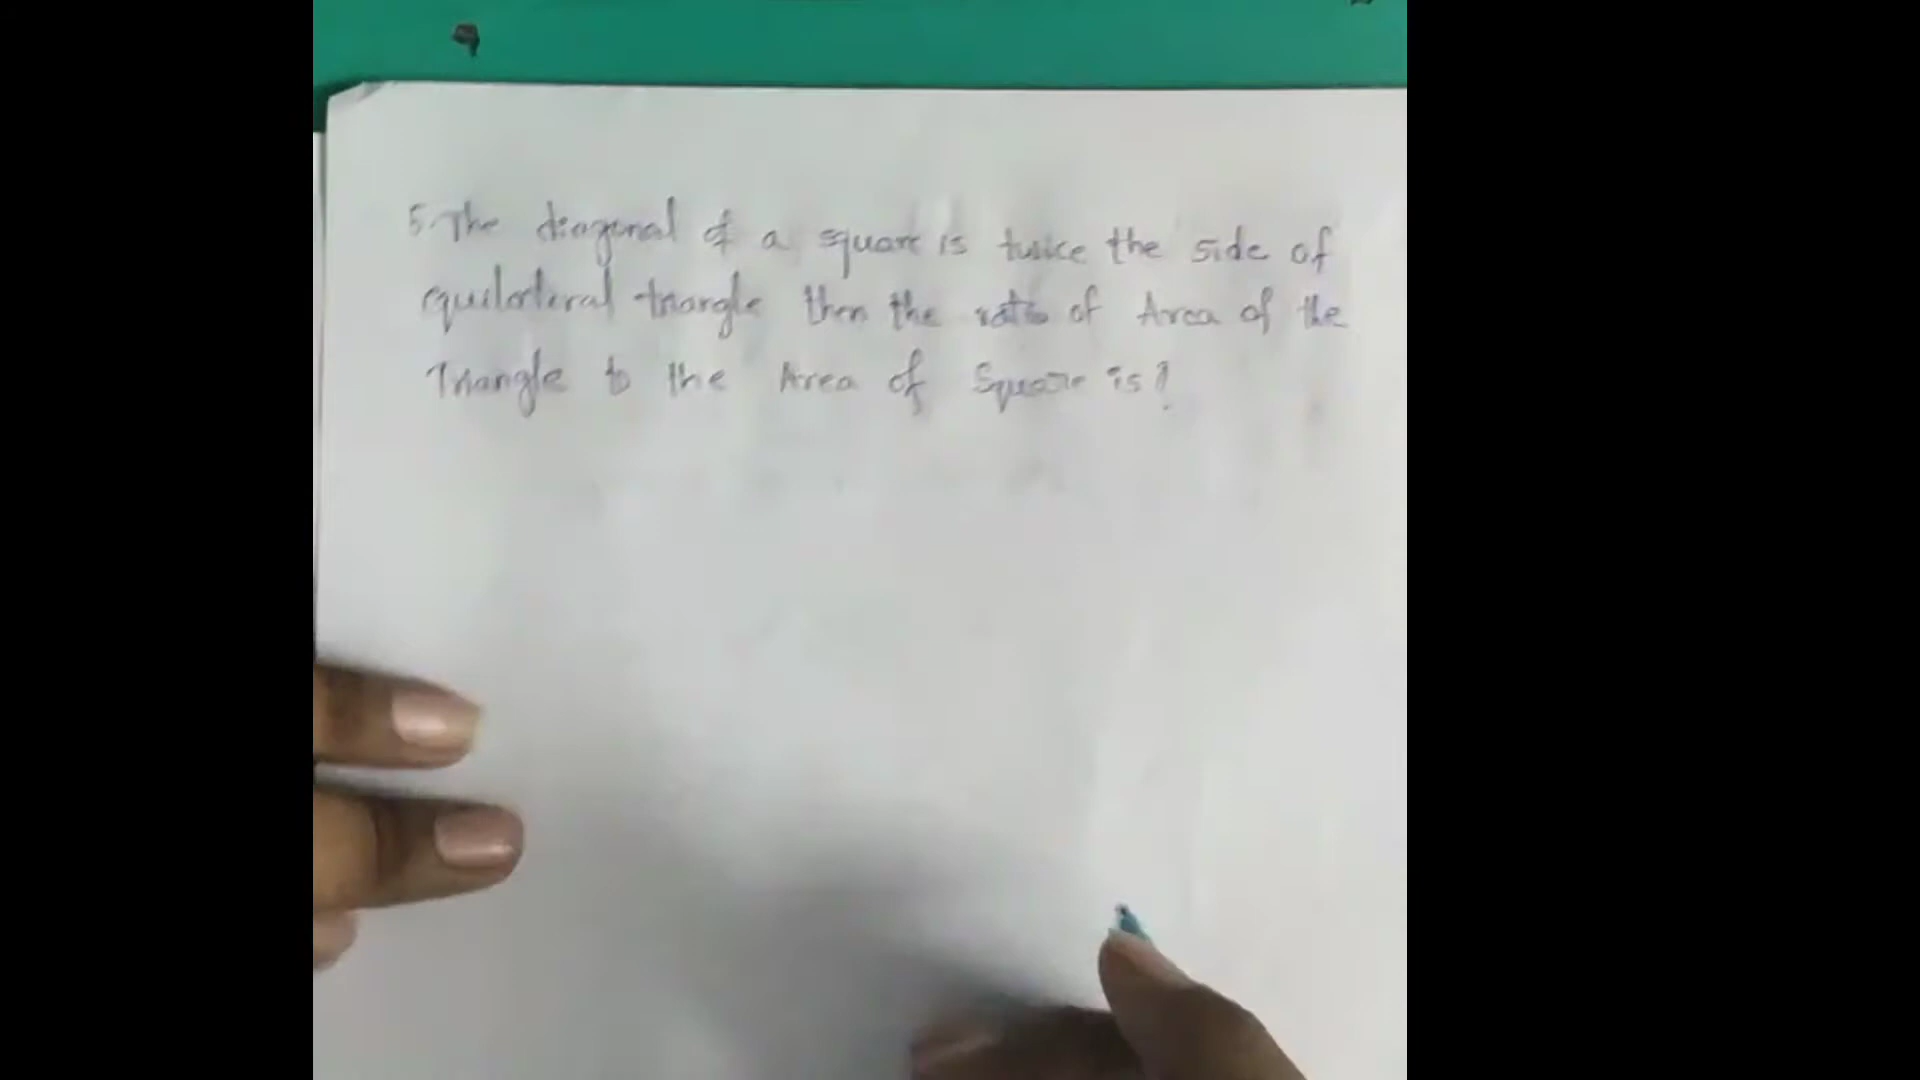 5. The diagonal of a square is twice the side of
equilateral triangle then the ratio of Area of the
Triangle to the Area of Square is?